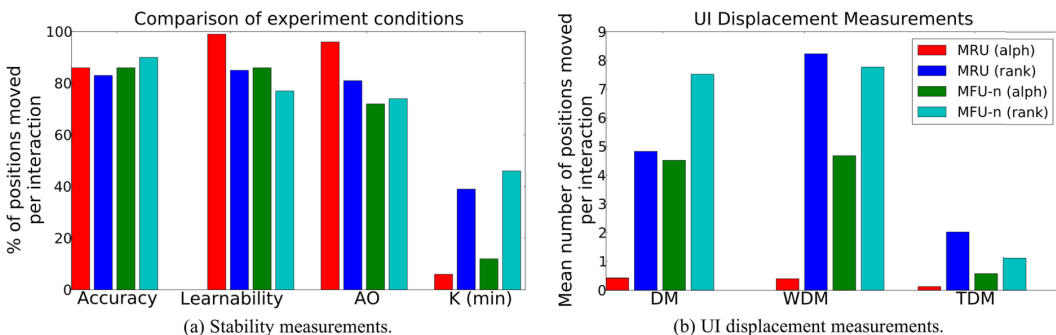 Comparison of experiment conditions
% of positions moved
per interaction
100
80
60
40
20
0
Accuracy
Learnability
AO
K (min)
(a) Stability measurements.
UI Displacement Measurements
Mean number of positions moved
per interaction
9
8
7
6
5
4
3
2
1
0
MRU (alph)
MRU (rank)
MFU-n (alph)
MFU-n (rank)
DM
WDM
TDM
(b) UI displacement measurements.